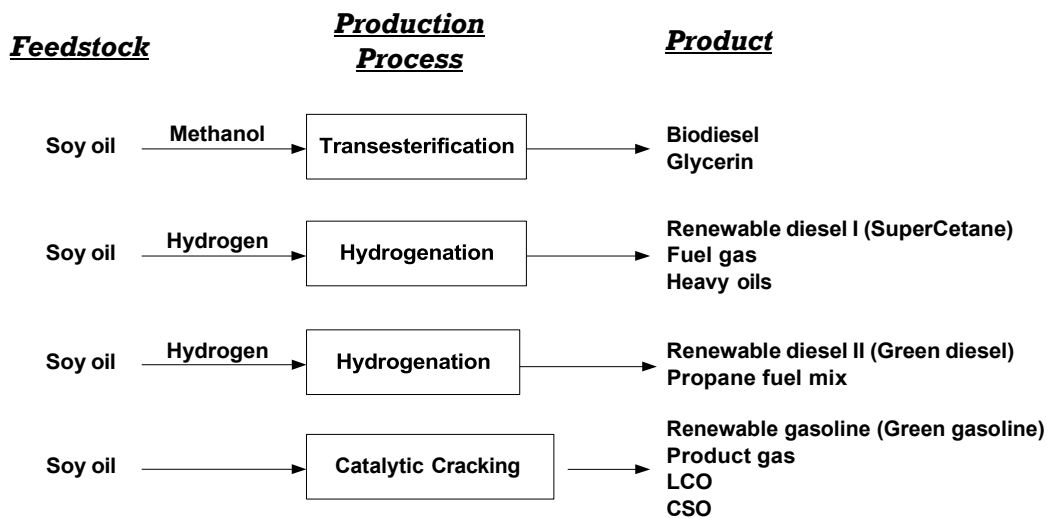 Feedstock
Production
Process
Product
Soy oil
Methanol
Transesterification
Biodiesel
Glycerin
Soy oil
Hydrogen
Hydrogenation
Renewable diesel I (SuperCetane)
Fuel gas
Heavy oils
Soy oil
Hydrogen
Hydrogenation
Renewable diesel II (Green diesel)
Propane fuel mix
Soy oil
Catalytic Cracking
Renewable gasoline (Green gasoline)
Product gas
LCO
CSO